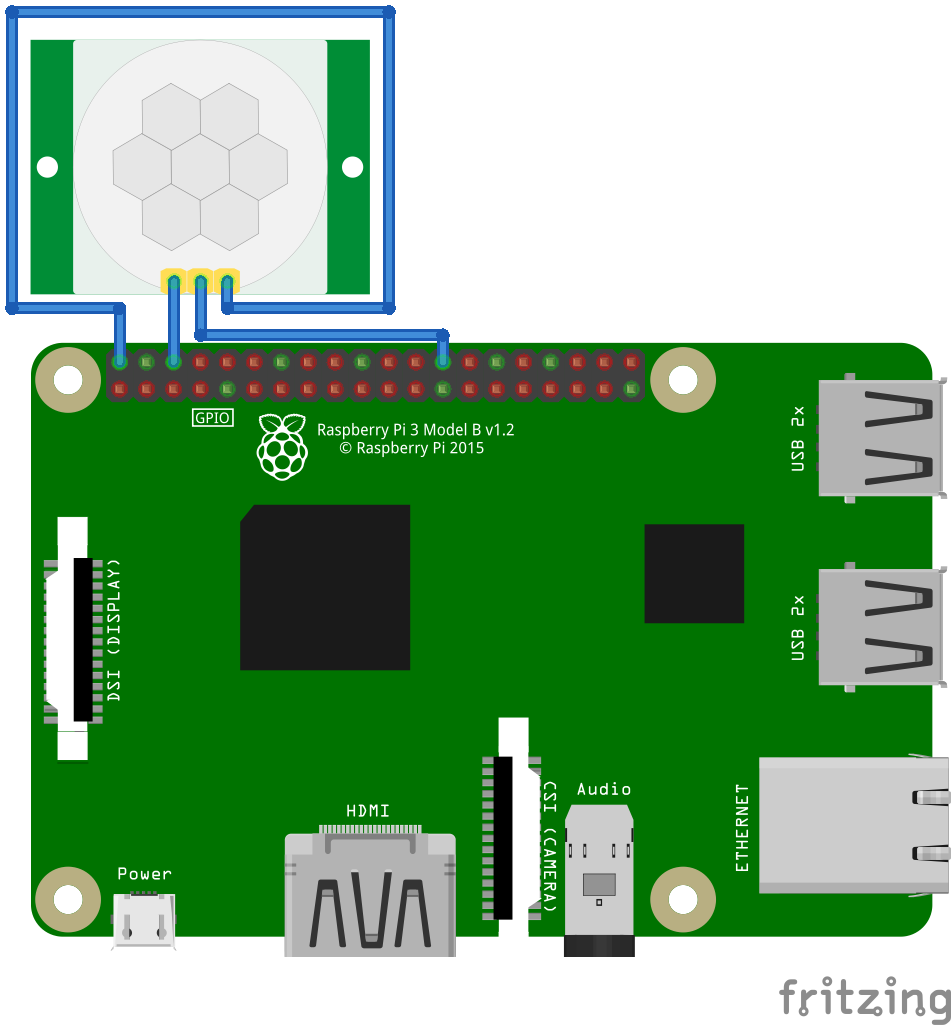 GPIO
Raspberry Pi 3 Model B v1.2
© Raspberry Pi 2015
USB 2x
DSI (DISPLAY)
USB 2x
HDMI
Audio
CSI (CAMERA)
ETHERNET
Power
fritzing